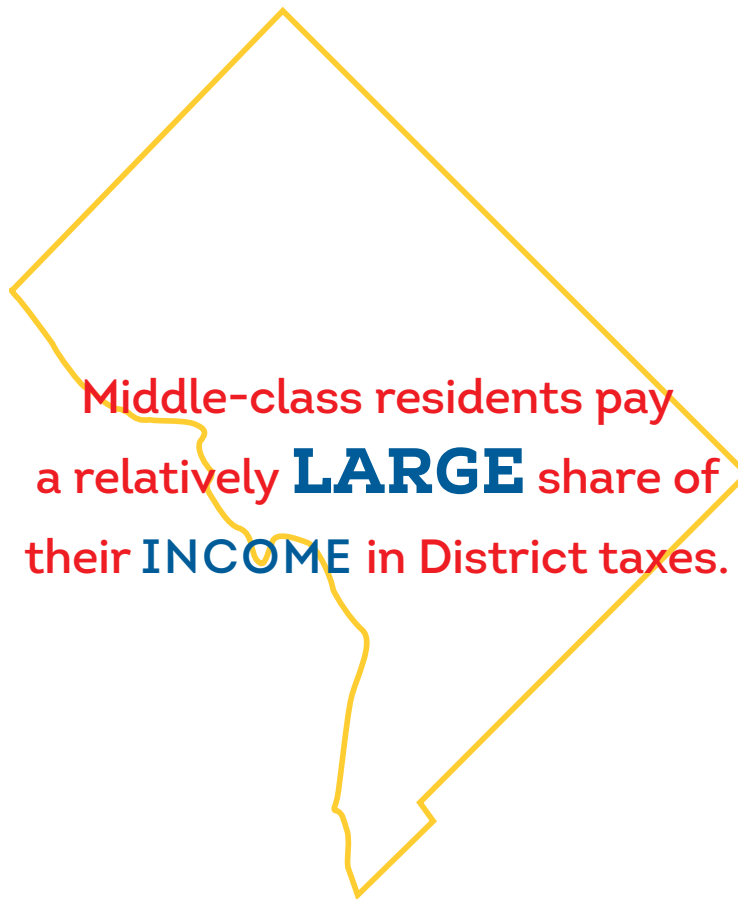 Middle-class residents pay
a relatively LARGE share of
their INCOME in District taxes.